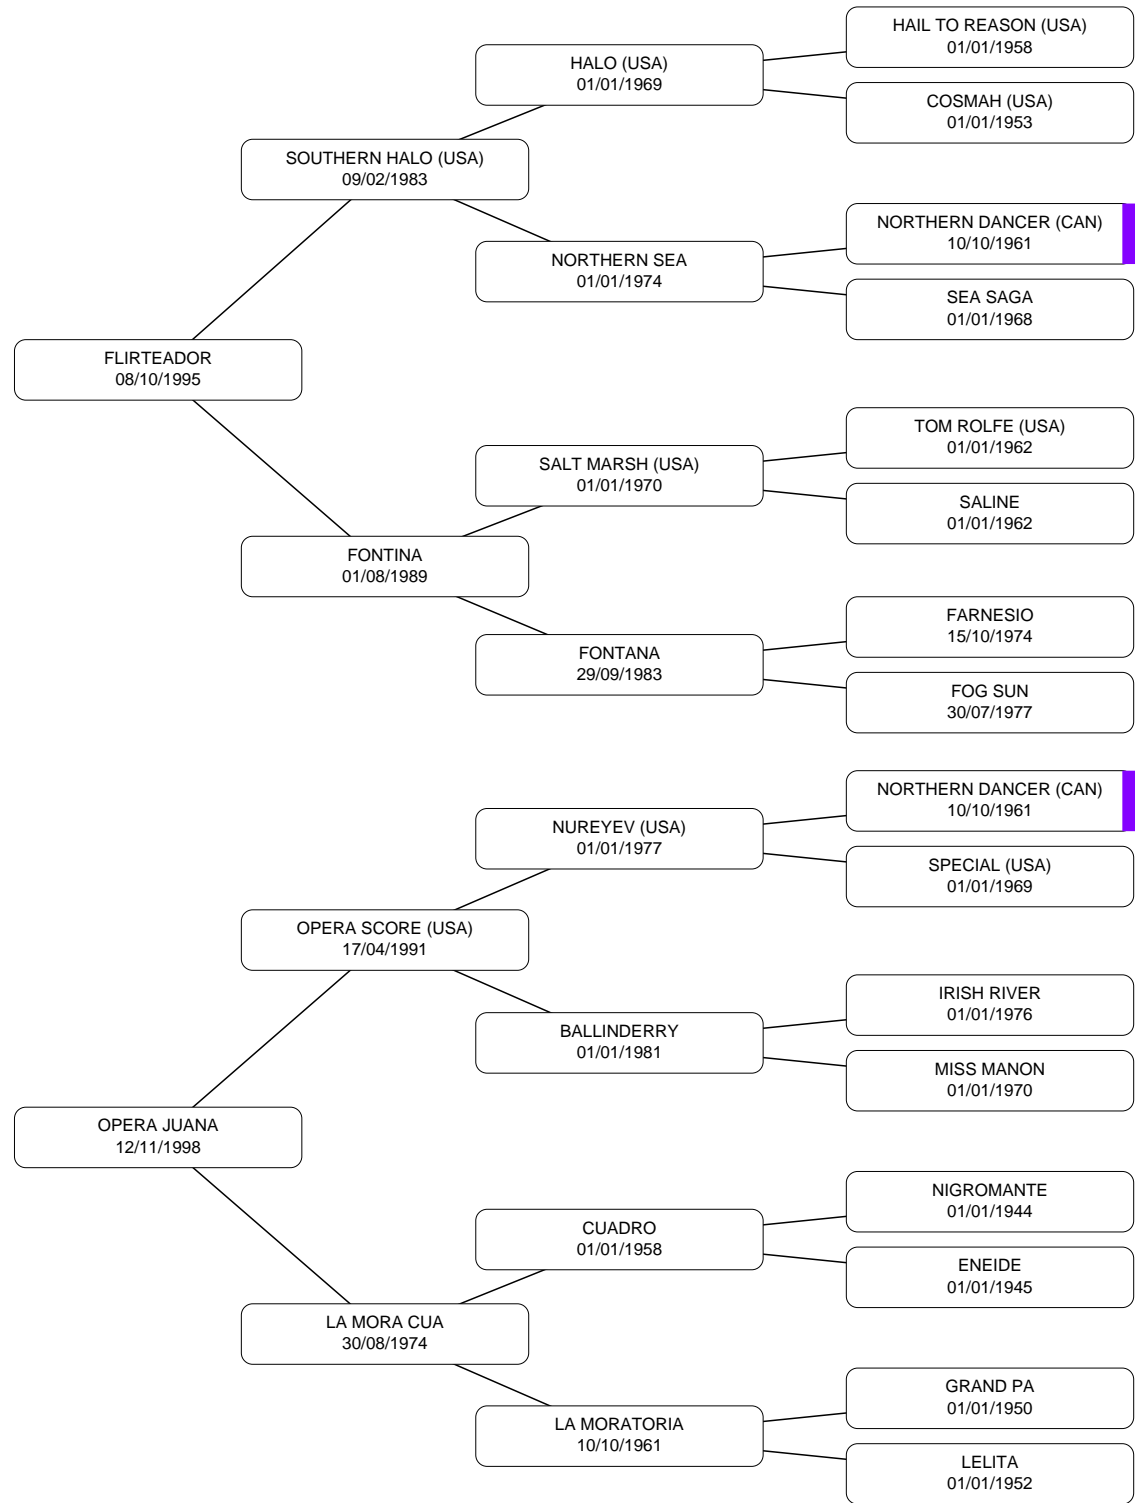 HAIL TO REASON (USA)
01/01/1958
HALO (USA)
01/01/1969
COSMAH (USA)
01/01/1953
SOUTHERN HALO (USA)
09/02/1983
NORTHERN DANCER (CAN)
10/10/1961
NORTHERN SEA
01/01/1974
SEA SAGA
01/01/1968
FLIRTEADOR
08/10/1995
TOM ROLFE (USA)
01/01/1962
SALT MARSH (USA)
01/01/1970
SALINE
01/01/1962
FONTINA
01/08/1989
FARNESIO
15/10/1974
FONTANA
29/09/1983
FOG SUN
30/07/1977
NORTHERN DANCER (CAN)
10/10/1961
NUREYEV (USA)
01/01/1977
SPECIAL (USA)
01/01/1969
OPERA SCORE (USA)
17/04/1991
IRISH RIVER
01/01/1976
BALLINDERRY
01/01/1981
MISS MANON
01/01/1970
OPERA JUANA
12/11/1998
NIGROMANTE
01/01/1944
CUADRO
01/01/1958
ENEIDE
01/01/1945
LA MORA CUA
30/08/1974
GRAND PA
01/01/1950
LA MORATORIA
10/10/1961
LELITA
01/01/1952